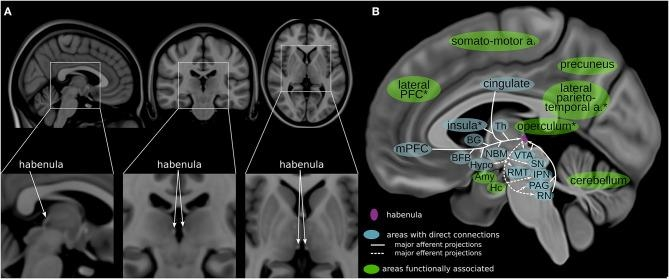 A
habenula
habenula
habenula
B
somato-motor a.
precuneus
lateral
PFC*
cingulate
lateral
parieto-
temporal a.*
insula*
Th
operculum*
BG
mPFC
BFB
NBM
VTA
Hypo
SN
RMT
IPN
Amy
PAG
Hc
RN
cerebellum
habenula
areas with direct connections
major afferent projections
major efferent projections
areas functionally associated